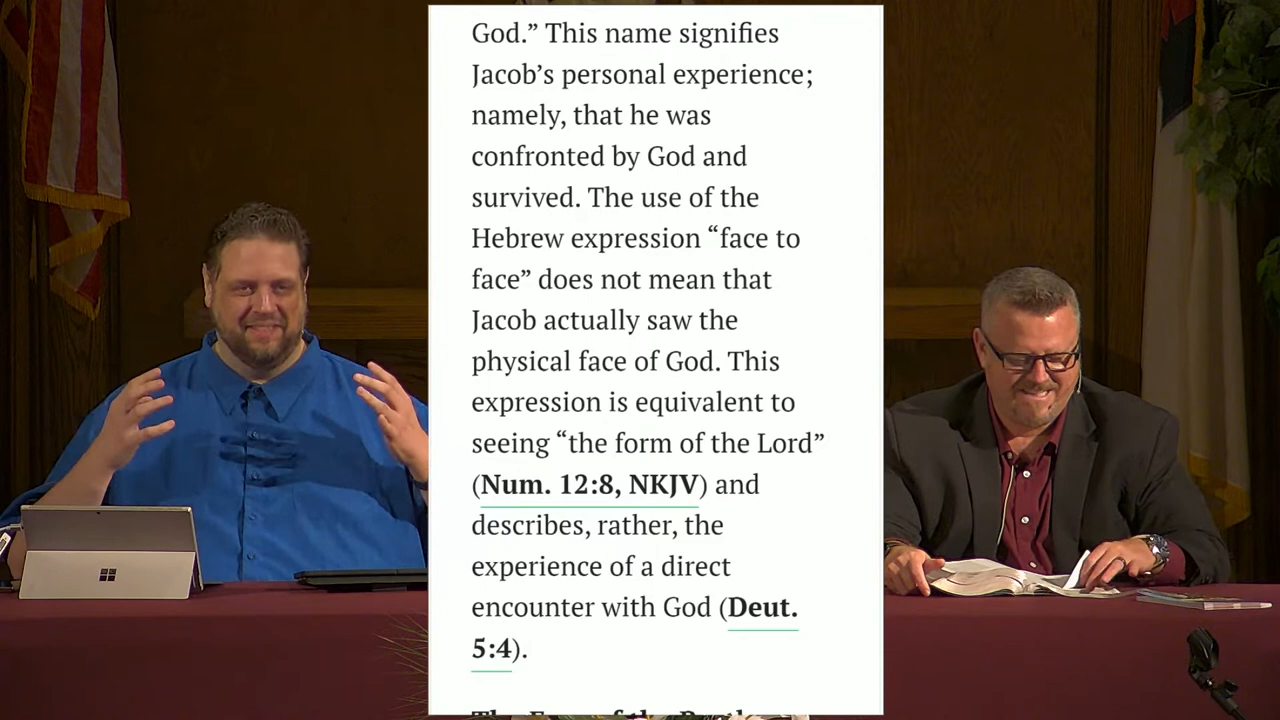 God.” This name signifies
Jacob’s personal experience;
namely, that he was
confronted by God and
survived. The use of the
Hebrew expression “face to
face” does not mean that
Jacob actually saw the
physical face of God. This
expression is equivalent to
seeing “the form of the Lord”
(Num. 12:8, NKJV) and
describes, rather, the
experience of a direct
encounter with God (Deut.
5:4).